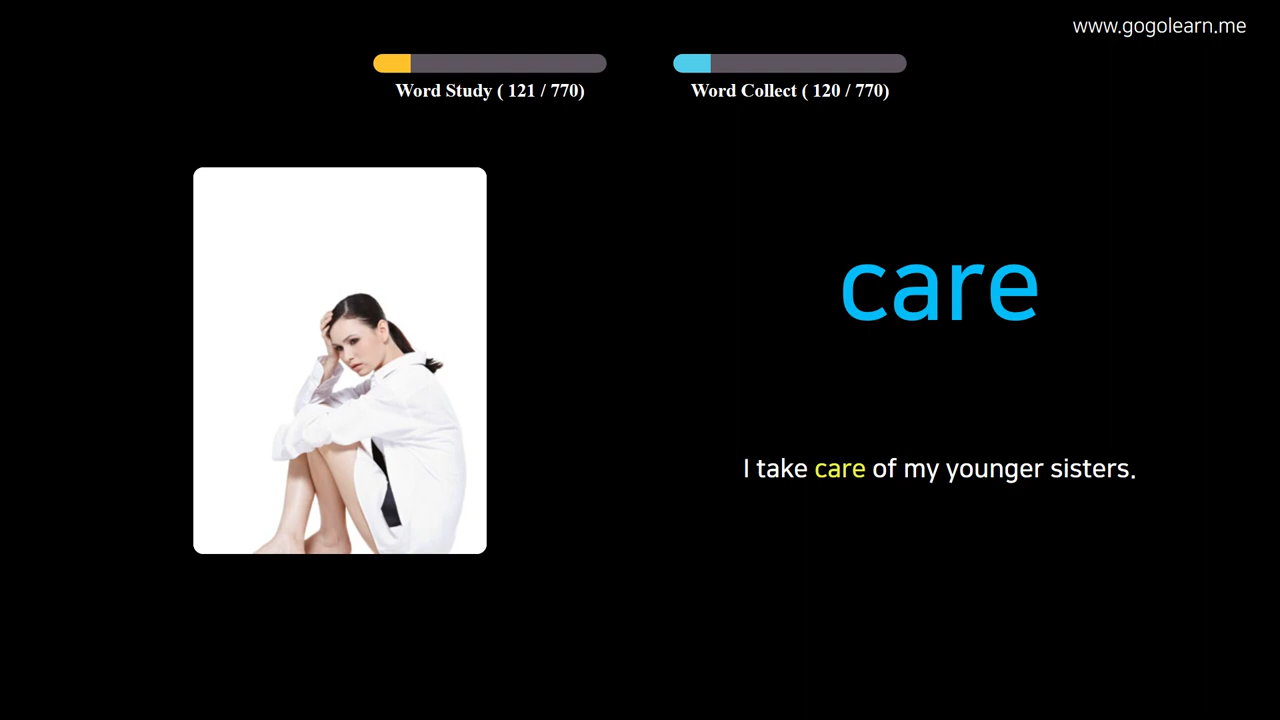 www.gogolearn.me
Word Study ( 121 / 770)
Word Collect ( 120 / 770)
care
I take care of my younger sisters.